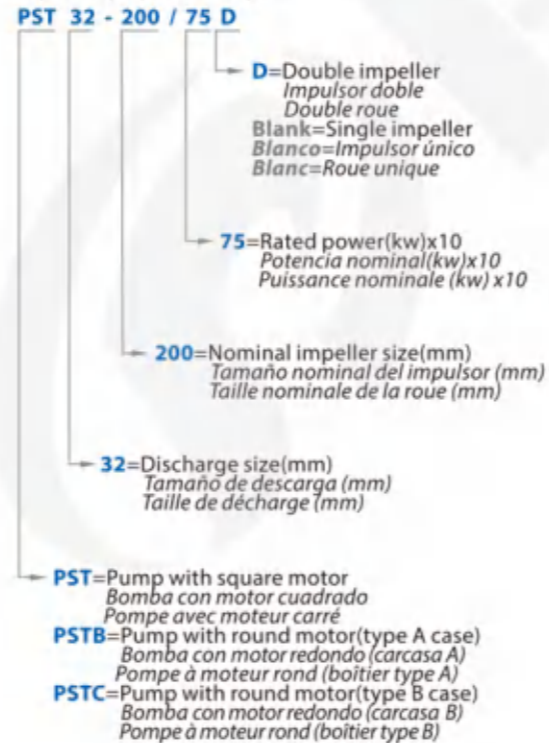 PST 32 - 200 / 75 D
D=Double impeller
Impulsor doble
Double roue
Blank=Single impeller
Blanco=Impulsor único
Blanc=Roue unique
75=Rated power(kw)x10
Potencia nominal(kw)x10
Puissance nominale (kw) x10
200=Nominal impeller size(mm)
Tamaño nominal del impulsor (mm)
Taille nominale de la roue (mm)
32=Discharge size(mm)
Tamaño de descarga (mm)
Taille de décharge (mm)
PST=Pump with square motor
Bomba con motor cuadrado
Pompe avec moteur carré
PSTB=Pump with round motor(type A case)
Bomba con motor redondo (carcasa A)
Pompe à moteur rond (boîtier type A)
PSTC=Pump with round motor(type B case)
Bomba con motor redondo (carcasa B)
Pompe à moteur rond (boîtier type B)